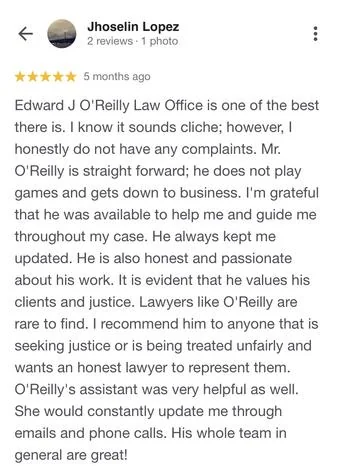 Jhoselin Lopez
2 reviews · 1 photo
5 months ago
Edward J O'Reilly Law Office is one of the best
there is. I know it sounds cliche; however, I
honestly do not have any complaints. Mr.
O'Reilly is straight forward; he does not play
games and gets down to business. I'm grateful
that he was available to help me and guide me
throughout my case. He always kept me
updated. He is also honest and passionate
about his work. It is evident that he values his
clients and justice. Lawyers like O'Reilly are
rare to find. I recommend him to anyone that is
seeking justice or is being treated unfairly and
wants an honest lawyer to represent them.
O'Reilly's assistant was very helpful as well.
She would constantly update me through
emails and phone calls. His whole team in
general are great!